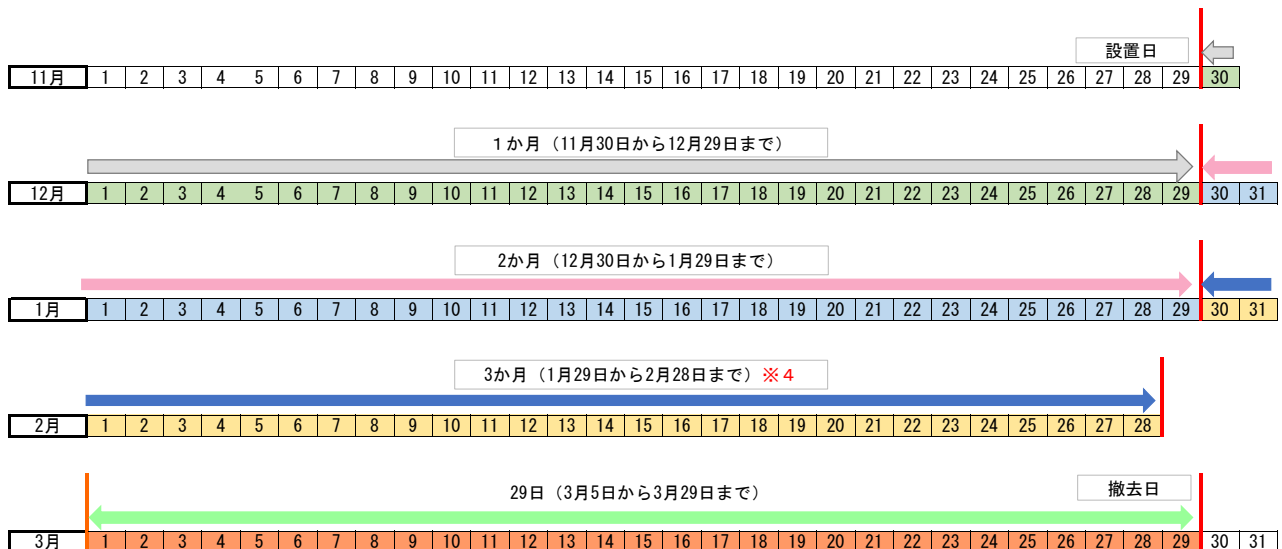 設置日
11月 1 2 3 4 5 6 7 8 9 10 11 12 13 14 15 16 17 18 19 20 21 22 23 24 25 26 27 28 29 30
1か月（11月30日から12月29日まで）
12月 1 2 3 4 5 6 7 8 9 10 11 12 13 14 15 16 17 18 19 20 21 22 23 24 25 26 27 28 29 30 31
2か月（12月30日から1月29日まで）
1月 1 2 3 4 5 6 7 8 9 10 11 12 13 14 15 16 17 18 19 20 21 22 23 24 25 26 27 28 29 30 31
3か月（1月29日から2月28日まで）※４
2月 1 2 3 4 5 6 7 8 9 10 11 12 13 14 15 16 17 18 19 20 21 22 23 24 25 26 27 28
29日（3月5日から3月29日まで）
撤去日
3月 1 2 3 4 5 6 7 8 9 10 11 12 13 14 15 16 17 18 19 20 21 22 23 24 25 26 27 28 29 30 31